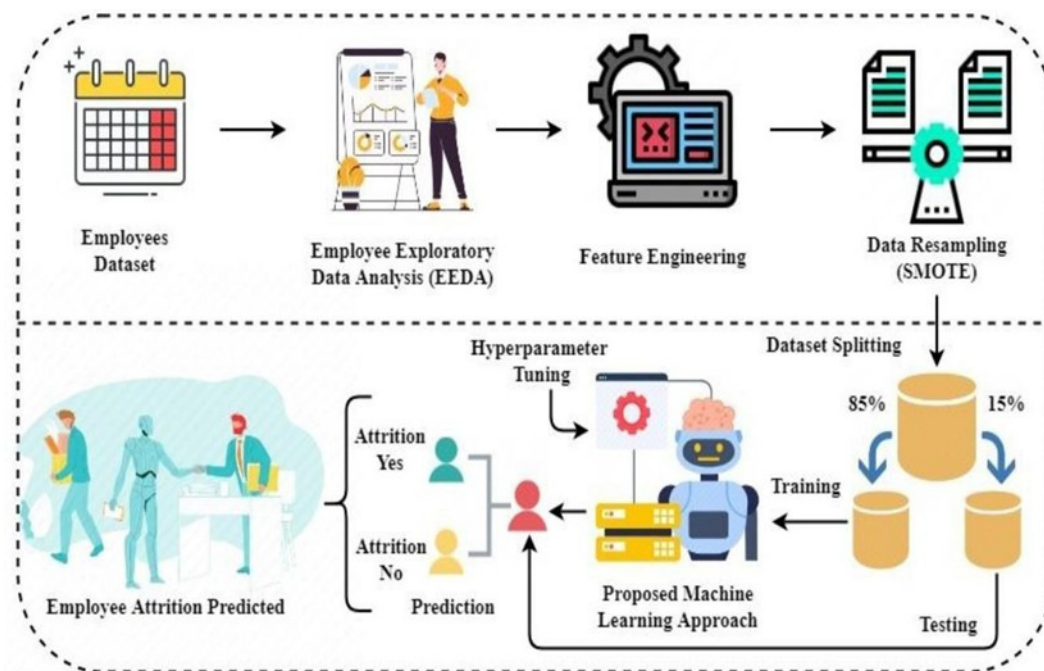 Employees
Dataset
Employee Exploratory
Data Analysis (EEDA)
Feature Engineering
Data Resampling
(SMOTE)
Dataset Splitting
85%
15%
Hyperparameter
Tuning
Training
Attrition
Yes
Attrition
No
Prediction
Proposed Machine
Learning Approach
Testing
Employee Attrition Predicted